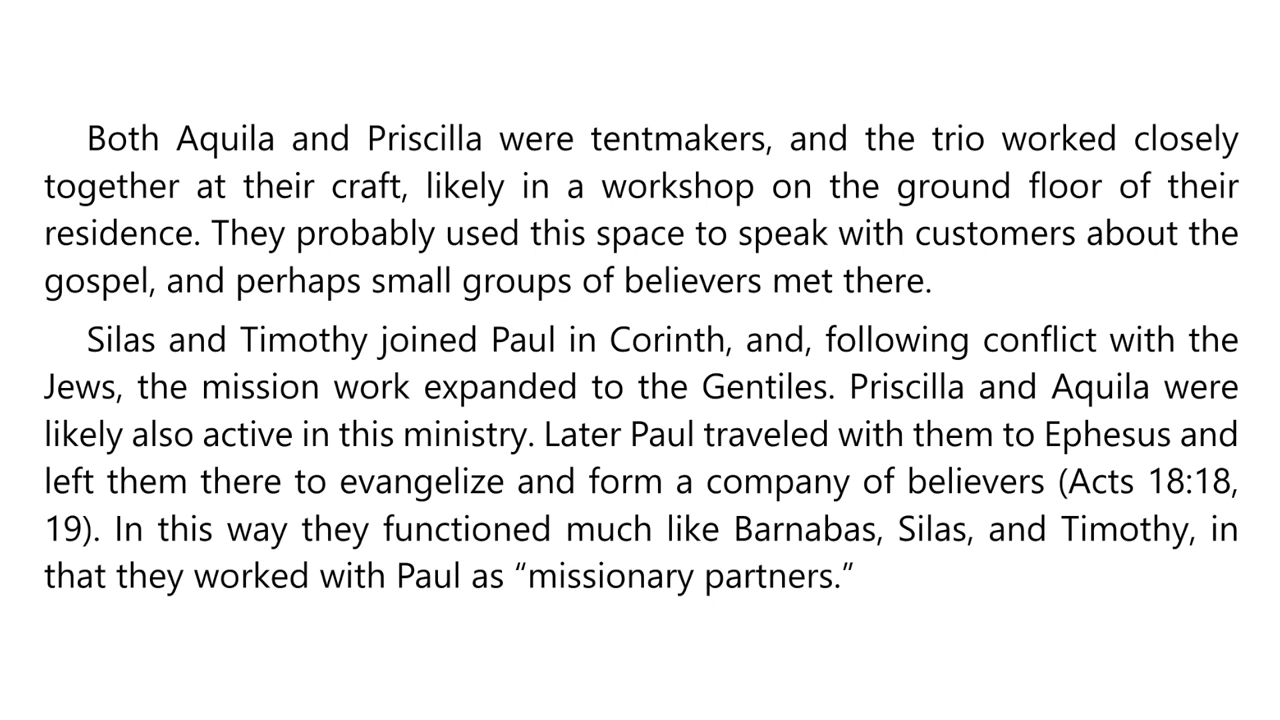 Both Aquila and Priscilla were tentmakers, and the trio worked closely
together at their craft, likely in a workshop on the ground floor of their
residence. They probably used this space to speak with customers about the
gospel, and perhaps small groups of believers met there.
Silas and Timothy joined Paul in Corinth, and, following conflict with the
Jews, the mission work expanded to the Gentiles. Priscilla and Aquila were
likely also active in this ministry. Later Paul traveled with them to Ephesus and
left them there to evangelize and form a company of believers (Acts 18:18,
19). In this way they functioned much like Barnabas, Silas, and Timothy, in
that they worked with Paul as “missionary partners.”